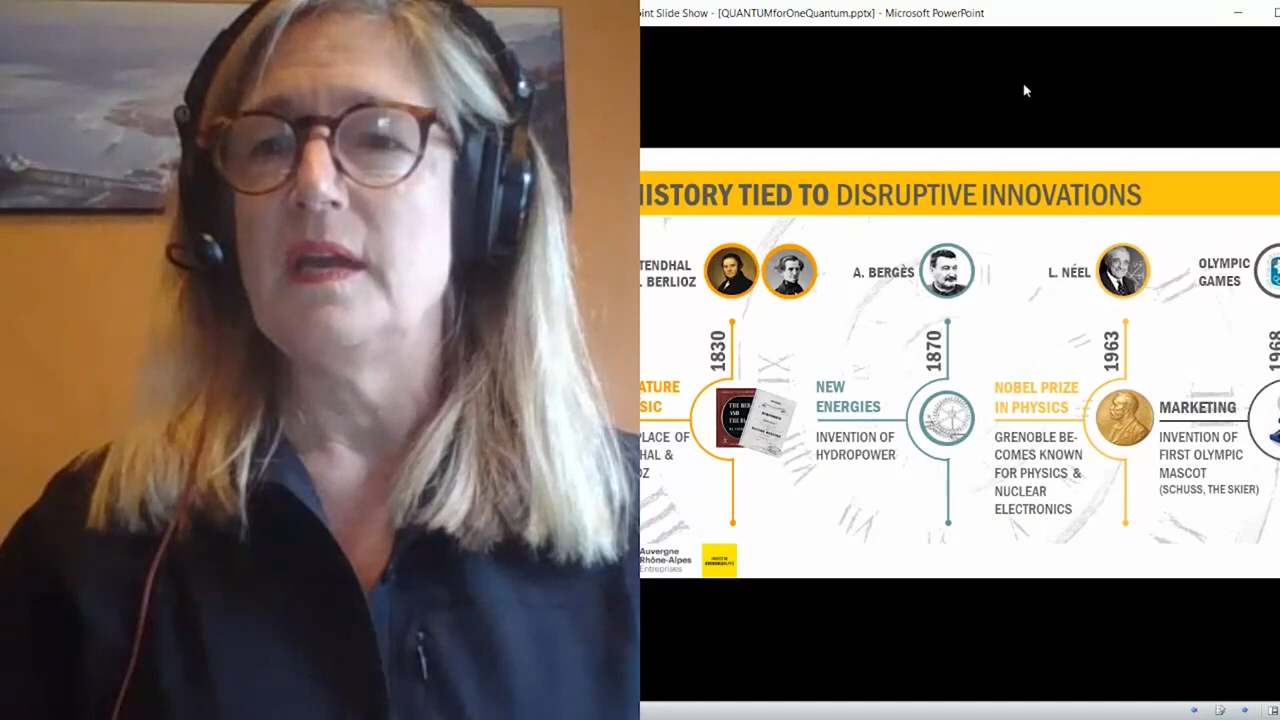 int Slide Show - [QUANTUMforOneQuantum.pptx] - Microsoft PowerPoint
ISTORY TIED TO DISRUPTIVE INNOVATIONS
TENDHAL
. BERLIOZ
A. BERGÈS
L. NÉEL
OLYMPIC
GAMES
1830
1870
1963
1968
ATURE
SIC
LACE OF
HAL &
OZ
NEW
ENERGIES
INVENTION OF
HYDROPOWER
NOBEL PRIZE
IN PHYSICS
GRENOBLE BE-
COMES KNOWN
FOR PHYSICS &
NUCLEAR
ELECTRONICS
MARKETING
INVENTION OF
FIRST OLYMPIC
MASCOT
(SCHUSS, THE SKIER)
Auvergne
Rhône-Alpes
Entreprises